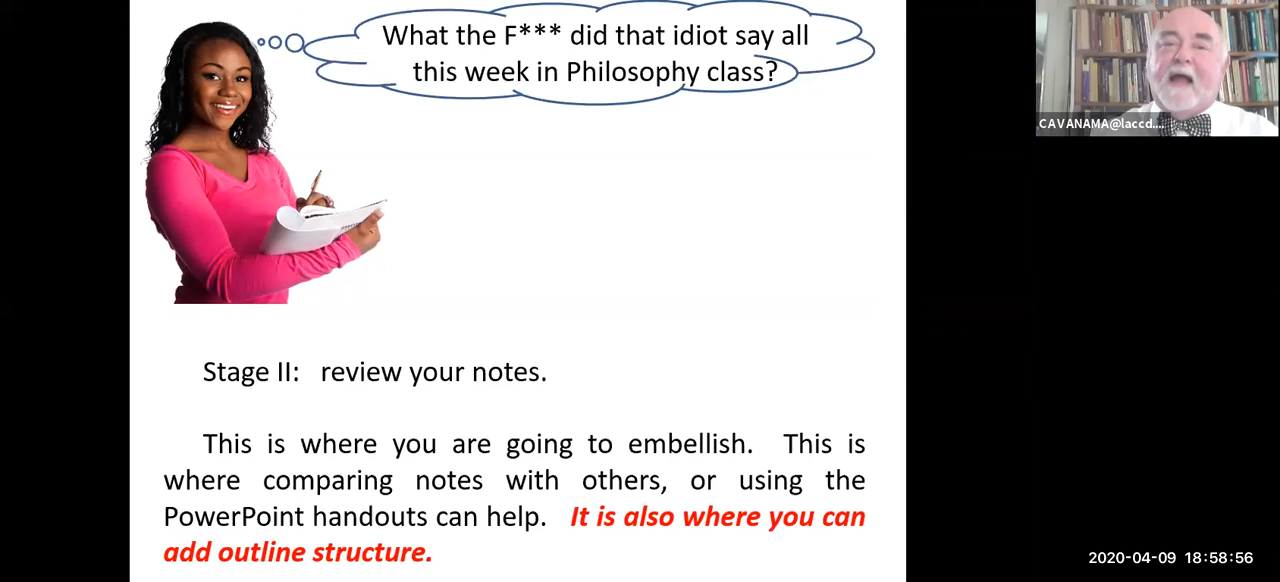 What the F*** did that idiot say all
this week in Philosophy class?
CAVANAMA@laccd....
Stage II: review your notes.
This is where you are going to embellish. This is
where comparing notes with others, or using the
PowerPoint handouts can help. It is also where you can
add outline structure.
2020-04-09 18:58:56